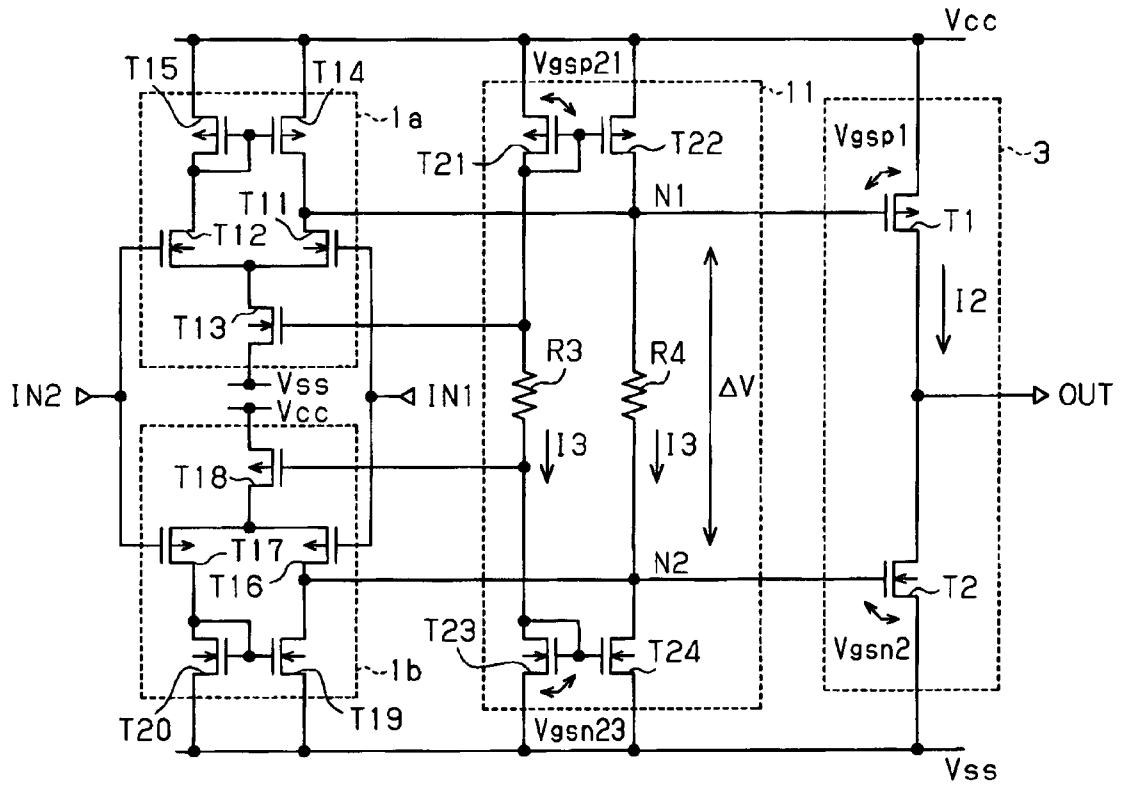 Vcc
T15
T14
Vgsp21
11
1a
T21
T22
Vgsp1
3
T12
T11
N1
T1
T13
I2
R3
R4
ΔV
IN2
Vss
Vcc
IN1
OUT
T18
I3
I3
T17
T16
N2
T2
T23
T24
Vgsn2
1b
T20
T19
Vgsn23
Vss